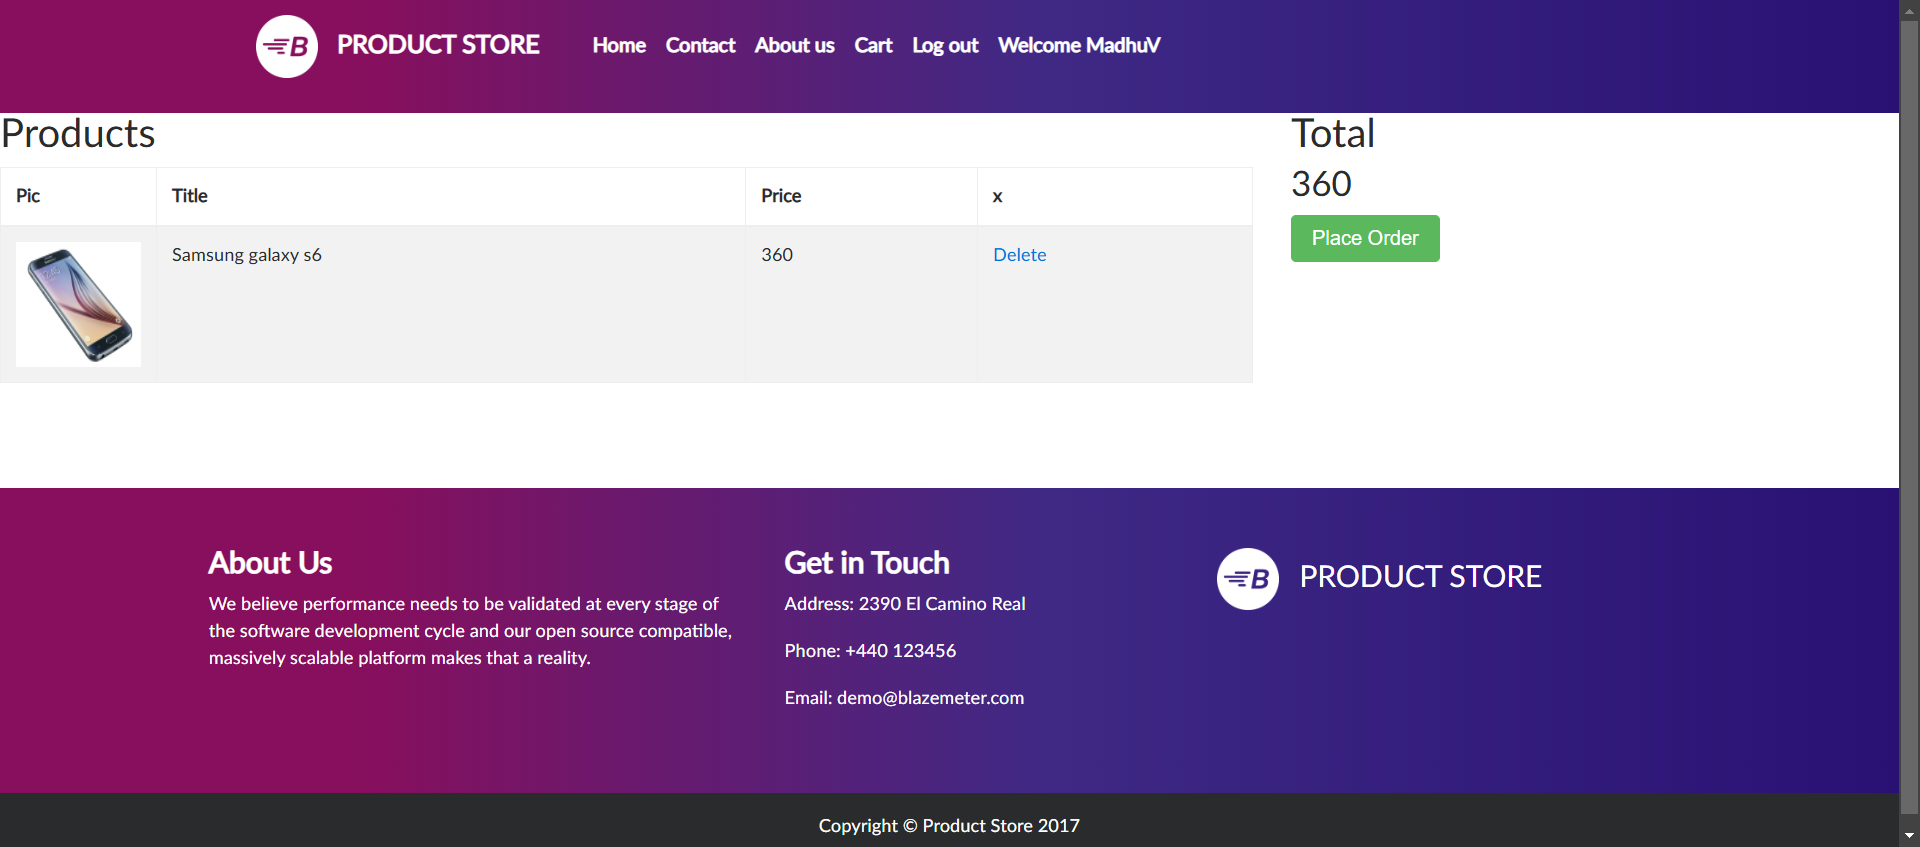 B PRODUCT STORE Home Contact About us Cart Log out Welcome MadhuV
Products
Pic Title Price x
Samsung galaxy s6 360 Delete
Total
360
Place Order
About Us
We believe performance needs to be validated at every stage of
the software development cycle and our open source compatible,
massively scalable platform makes that a reality.
Get in Touch
Address: 2390 El Camino Real
Phone: +440 123456
Email: demo@blazemeter.com
B PRODUCT STORE
Copyright © Product Store 2017